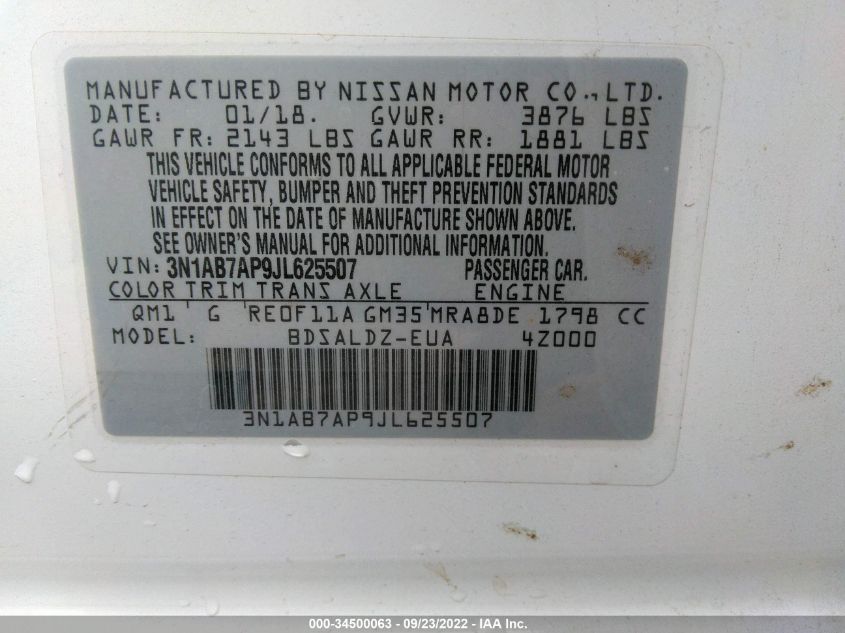 MANUFACTURED BY NISSAN MOTOR CO., LTD.
DATE: 01/18. GVWR: 3876 LBS
GAWR FR: 2143 LBS GAWR RR: 1881 LBS
THIS VEHICLE CONFORMS TO ALL APPLICABLE FEDERAL MOTOR
VEHICLE SAFETY, BUMPER AND THEFT PREVENTION STANDARDS
IN EFFECT ON THE DATE OF MANUFACTURE SHOWN ABOVE.
SEE OWNER'S MANUAL FOR ADDITIONAL INFORMATION.
VIN: 3N1AB7AP9JL625507 PASSENGER CAR.
COLOR TRIM TRANS AXLE ENGINE
QM1 G RE0F11A GM35 MRA8DE 1798 CC
MODEL: BDSALDZ-EUA 4Z000
3N1AB7AP9JL625507
000-34500063 - 09/23/2022 - IAA Inc.